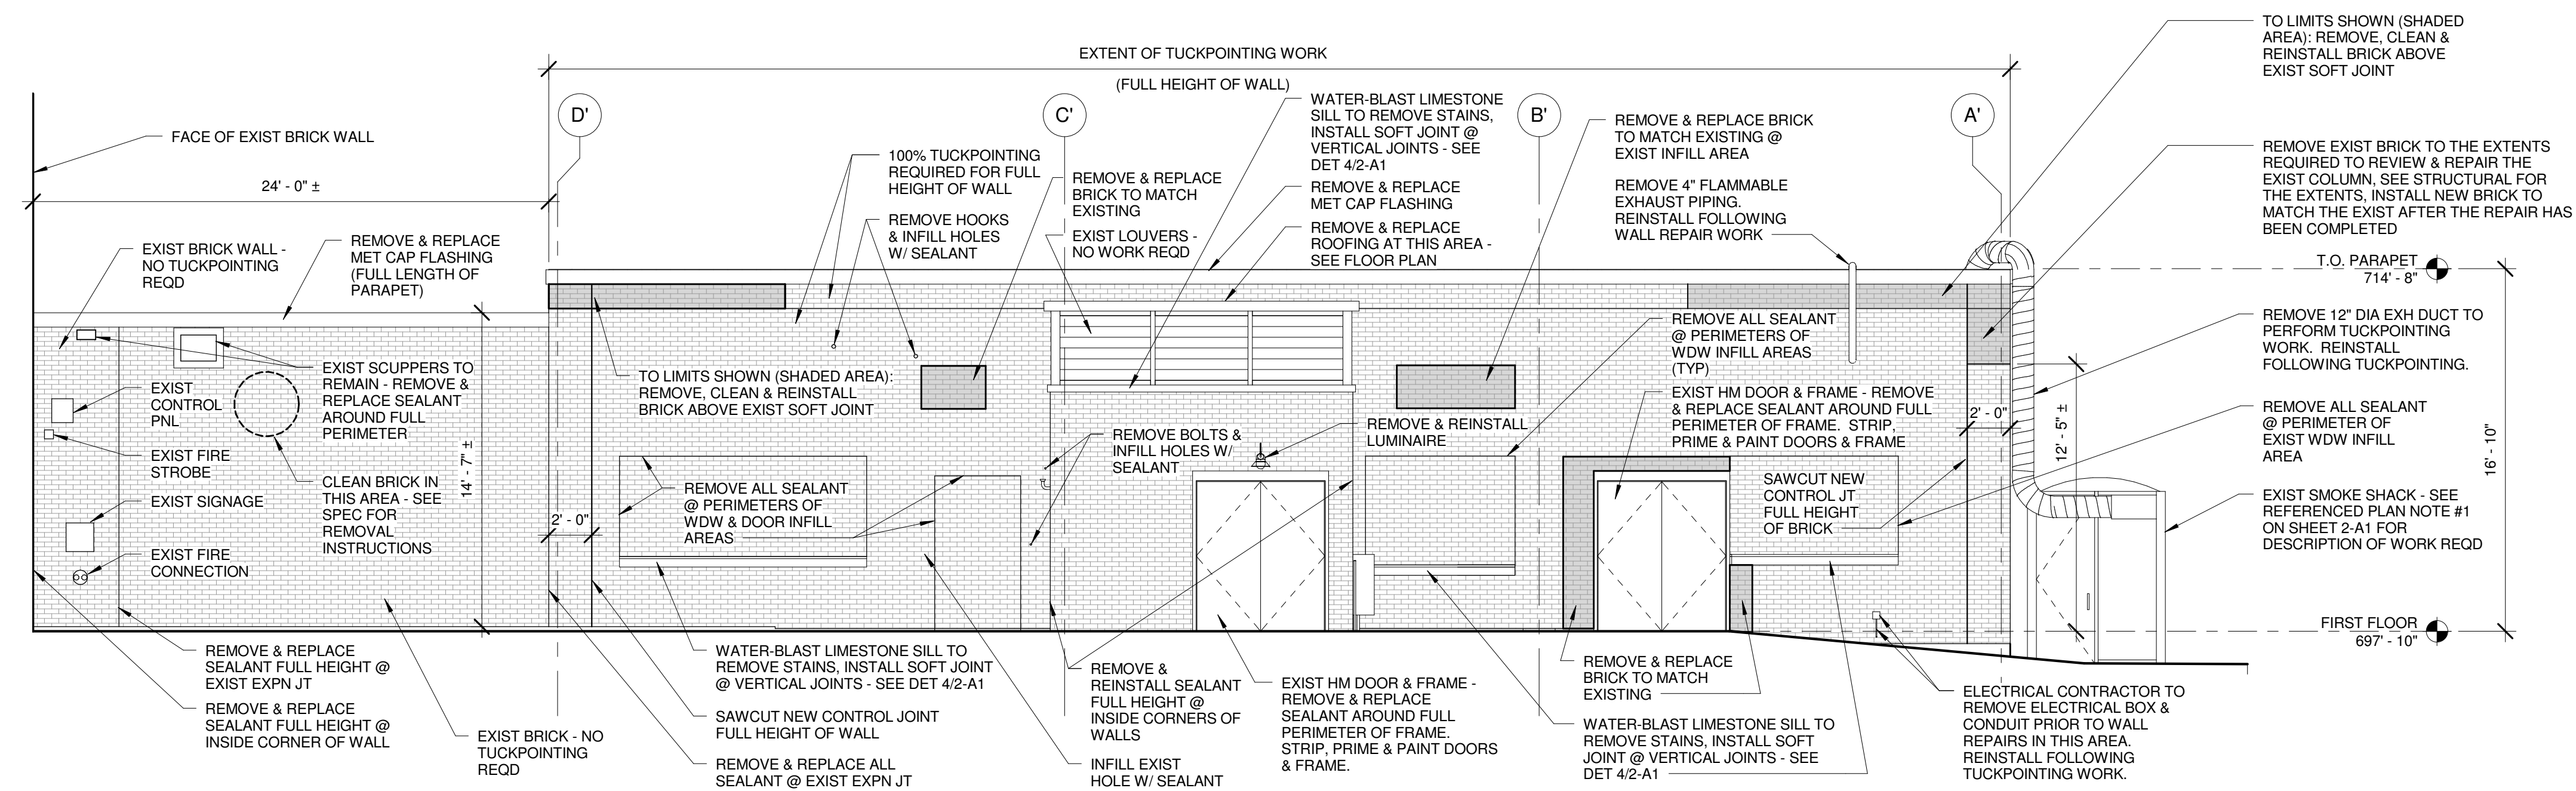 EXTENT OF TUCKPOINTING WORK
(FULL HEIGHT OF WALL)
D'
C'
B'
A'
FACE OF EXIST BRICK WALL
24' - 0" ±
EXIST BRICK WALL -
NO TUCKPOINTING
REQD
REMOVE & REPLACE
MET CAP FLASHING
(FULL LENGTH OF
PARAPET)
100% TUCKPOINTING
REQUIRED FOR FULL
HEIGHT OF WALL
REMOVE HOOKS
& INFILL HOLES
W/ SEALANT
REMOVE & REPLACE
BRICK TO MATCH
EXISTING
EXIST LOUVERS -
NO WORK REQD
WATER-BLAST LIMESTONE
SILL TO REMOVE STAINS,
INSTALL SOFT JOINT @
VERTICAL JOINTS - SEE
DET 4/2-A1
REMOVE & REPLACE
MET CAP FLASHING
REMOVE & REPLACE
ROOFING AT THIS AREA -
SEE FLOOR PLAN
REMOVE & REPLACE BRICK
TO MATCH EXISTING @
EXIST INFILL AREA
REMOVE 4" FLAMMABLE
EXHAUST PIPING.
REINSTALL FOLLOWING
WALL REPAIR WORK
TO LIMITS SHOWN (SHADED
AREA): REMOVE, CLEAN &
REINSTALL BRICK ABOVE
EXIST SOFT JOINT
REMOVE EXIST BRICK TO THE EXTENTS
REQUIRED TO REVIEW & REPAIR THE
EXIST COLUMN, SEE STRUCTURAL FOR
THE EXTENTS, INSTALL NEW BRICK TO
MATCH THE EXIST AFTER THE REPAIR HAS
BEEN COMPLETED
T.O. PARAPET
714' - 8"
REMOVE 12" DIA EXH DUCT TO
PERFORM TUCKPOINTING
WORK. REINSTALL
FOLLOWING TUCKPOINTING.
REMOVE ALL SEALANT
@ PERIMETER OF
EXIST WDW INFILL
AREA
EXIST SMOKE SHACK - SEE
REFERENCED PLAN NOTE #1
ON SHEET 2-A1 FOR
DESCRIPTION OF WORK REQD
FIRST FLOOR
697' - 10"
16' - 10"
12' - 5" ±
2' - 0"
EXIST
CONTROL
PNL
EXIST FIRE
STROBE
EXIST SIGNAGE
EXIST FIRE
CONNECTION
EXIST SCUPPERS TO
REMAIN - REMOVE &
REPLACE SEALANT
AROUND FULL
PERIMETER
CLEAN BRICK IN
THIS AREA - SEE
SPEC FOR
REMOVAL
INSTRUCTIONS
14' - 7" ±
2' - 0"
TO LIMITS SHOWN (SHADED AREA):
REMOVE, CLEAN & REINSTALL
BRICK ABOVE EXIST SOFT JOINT
REMOVE ALL SEALANT
@ PERIMETERS OF
WDW & DOOR INFILL
AREAS
REMOVE BOLTS &
INFILL HOLES W/
SEALANT
REMOVE & REINSTALL
LUMINAIRE
REMOVE ALL SEALANT
@ PERIMETERS OF
WDW INFILL AREAS
(TYP)
EXIST HM DOOR & FRAME - REMOVE
& REPLACE SEALANT AROUND FULL
PERIMETER OF FRAME. STRIP,
PRIME & PAINT DOORS & FRAME
SAWCUT NEW
CONTROL JT
FULL HEIGHT
OF BRICK
REMOVE & REPLACE
SEALANT FULL HEIGHT @
EXIST EXPN JT
REMOVE & REPLACE
SEALANT FULL HEIGHT @
INSIDE CORNER OF WALL
EXIST BRICK - NO
TUCKPOINTING
REQD
WATER-BLAST LIMESTONE SILL TO
REMOVE STAINS, INSTALL SOFT JOINT
@ VERTICAL JOINTS - SEE DET 4/2-A1
SAWCUT NEW CONTROL JOINT
FULL HEIGHT OF WALL
REMOVE & REPLACE ALL
SEALANT @ EXIST EXPN JT
REMOVE &
REINSTALL SEALANT
FULL HEIGHT @
INSIDE CORNERS OF
WALLS
INFILL EXIST
HOLE W/ SEALANT
EXIST HM DOOR & FRAME -
REMOVE & REPLACE
SEALANT AROUND FULL
PERIMETER OF FRAME.
STRIP, PRIME & PAINT DOORS
& FRAME.
REMOVE & REPLACE
BRICK TO MATCH
EXISTING
WATER-BLAST LIMESTONE SILL TO
REMOVE STAINS, INSTALL SOFT
JOINT @ VERTICAL JOINTS - SEE
DET 4/2-A1
ELECTRICAL CONTRACTOR TO
REMOVE ELECTRICAL BOX &
CONDUIT PRIOR TO WALL
REPAIRS IN THIS AREA.
REINSTALL FOLLOWING
TUCKPOINTING WORK.